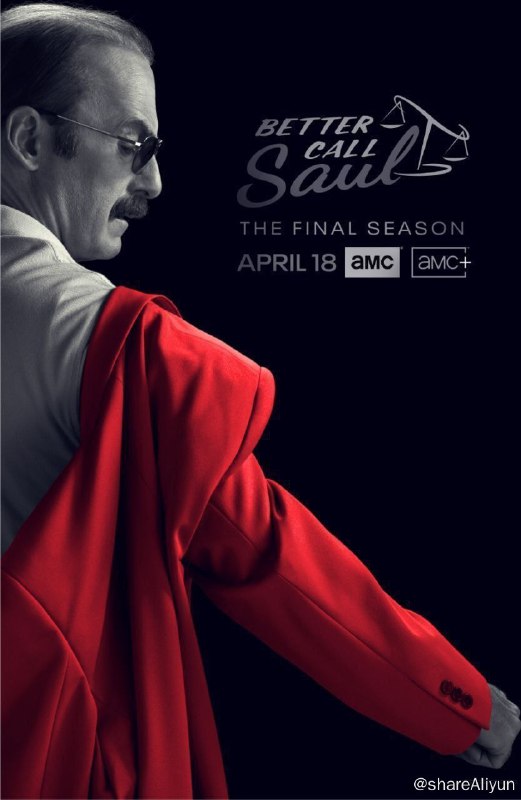 BETTER
CALL
Saul
THE FINAL SEASON
APRIL 18 aMC aMC+
@shareAliyun